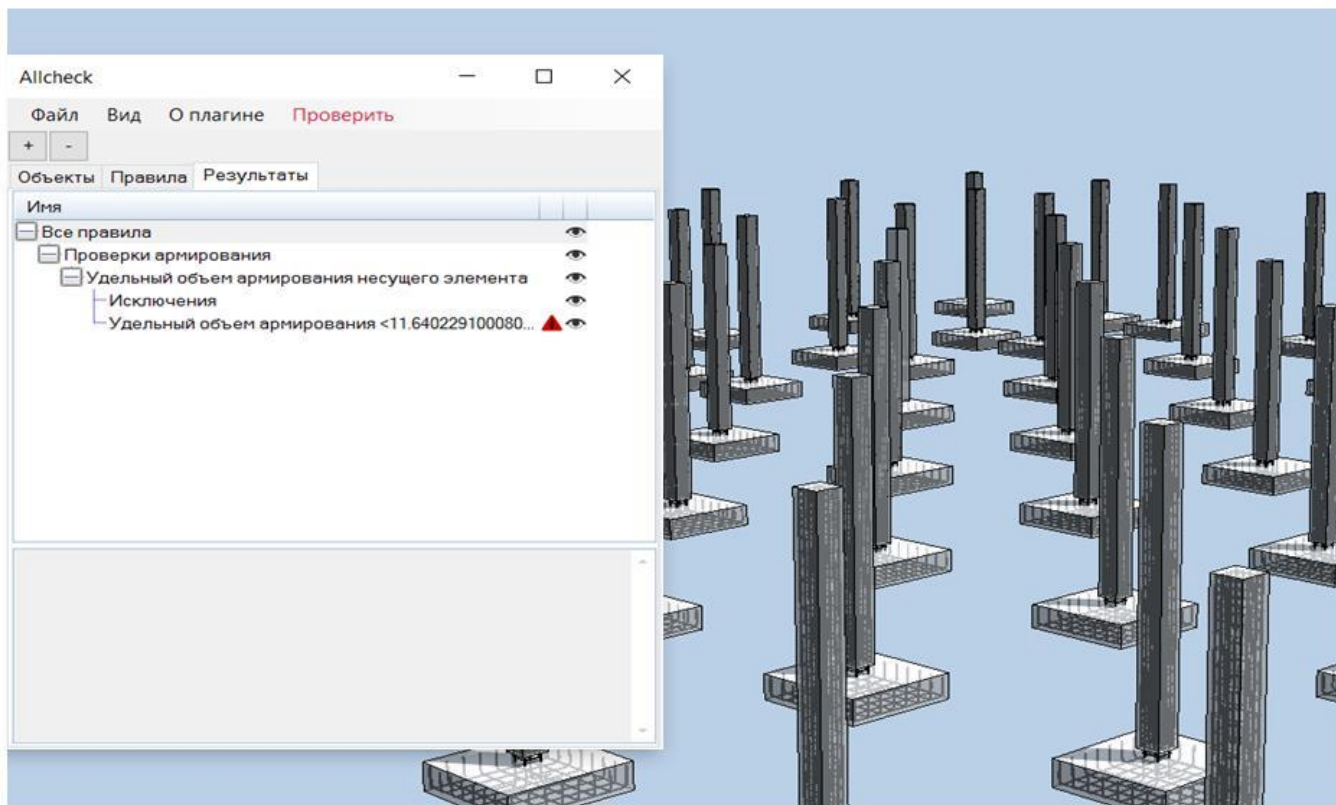 Allcheck
Файл Вид О плагине Проверить
+ -
Объекты Правила Результаты
Имя
Все правила
Проверки армирования
Удельный объем армирования несущего элемента
Исключения
Удельный объем армирования <11.640229100080...